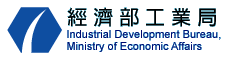 經濟部工業局
Industrial Development Bureau,
Ministry of Economic Affairs